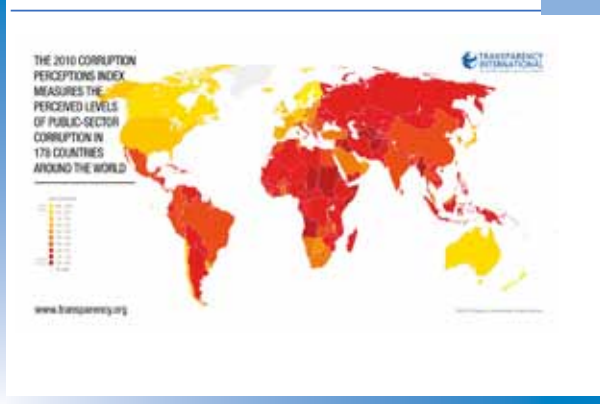 THE 2010 CORRUPTION
PERCEPTIONS INDEX
MEASURES THE
PERCEIVED LEVELS
OF PUBLIC-SECTOR
CORRUPTION IN
178 COUNTRIES
AROUND THE WORLD
TRANSPARENCY
INTERNATIONAL
www.transparency.org